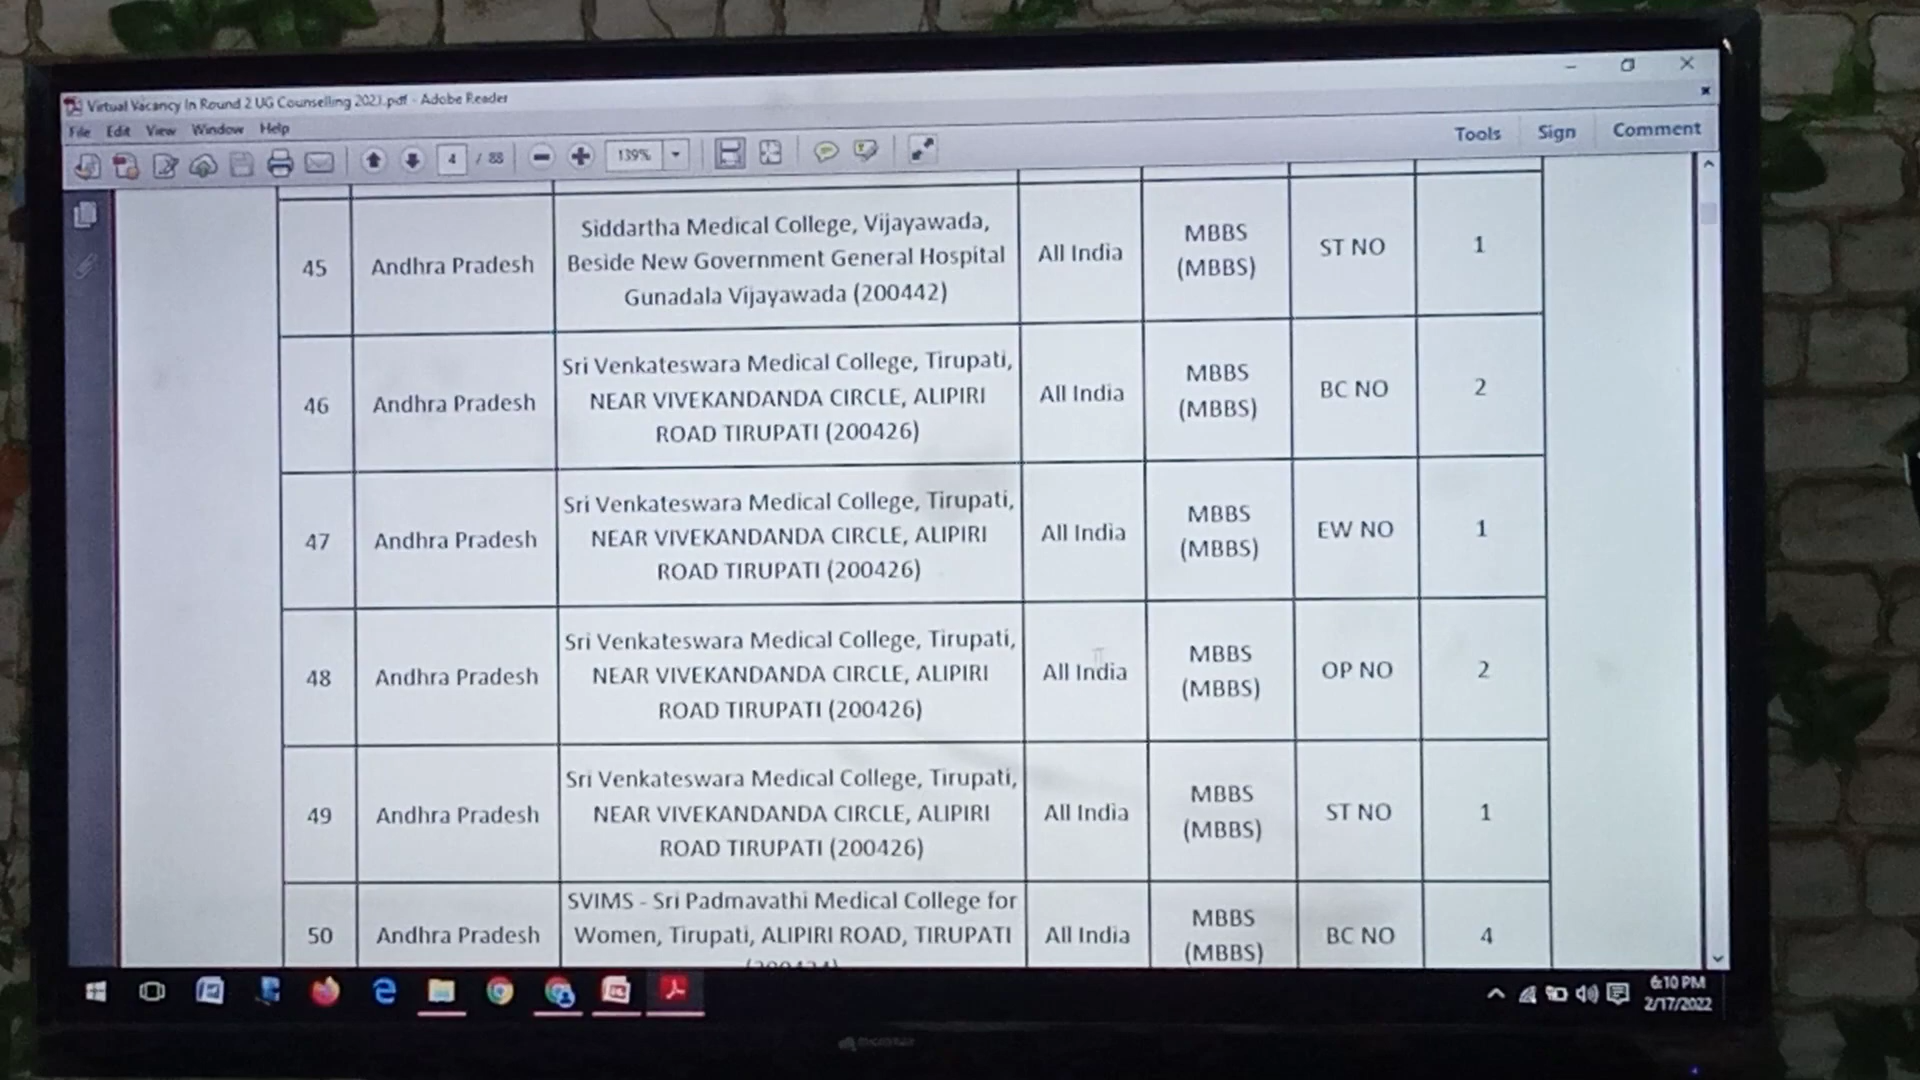 Virtual Vacancy In Round 2 UG Counselling 2021.pdf - Adobe Reader
File Edit View Window Help
Tools Sign Comment
4 / 88
139%
45 Andhra Pradesh Siddartha Medical College, Vijayawada, Beside New Government General Hospital Gunadala Vijayawada (200442) All India MBBS (MBBS) ST NO 1
46 Andhra Pradesh Sri Venkateswara Medical College, Tirupati, NEAR VIVEKANDANDA CIRCLE, ALIPIRI ROAD TIRUPATI (200426) All India MBBS (MBBS) BC NO 2
47 Andhra Pradesh Sri Venkateswara Medical College, Tirupati, NEAR VIVEKANDANDA CIRCLE, ALIPIRI ROAD TIRUPATI (200426) All India MBBS (MBBS) EW NO 1
48 Andhra Pradesh Sri Venkateswara Medical College, Tirupati, NEAR VIVEKANDANDA CIRCLE, ALIPIRI ROAD TIRUPATI (200426) All India MBBS (MBBS) OP NO 2
49 Andhra Pradesh Sri Venkateswara Medical College, Tirupati, NEAR VIVEKANDANDA CIRCLE, ALIPIRI ROAD TIRUPATI (200426) All India MBBS (MBBS) ST NO 1
50 Andhra Pradesh SVIMS - Sri Padmavathi Medical College for Women, Tirupati, ALIPIRI ROAD, TIRUPATI All India MBBS (MBBS) BC NO 4
6:10 PM
2/17/2022